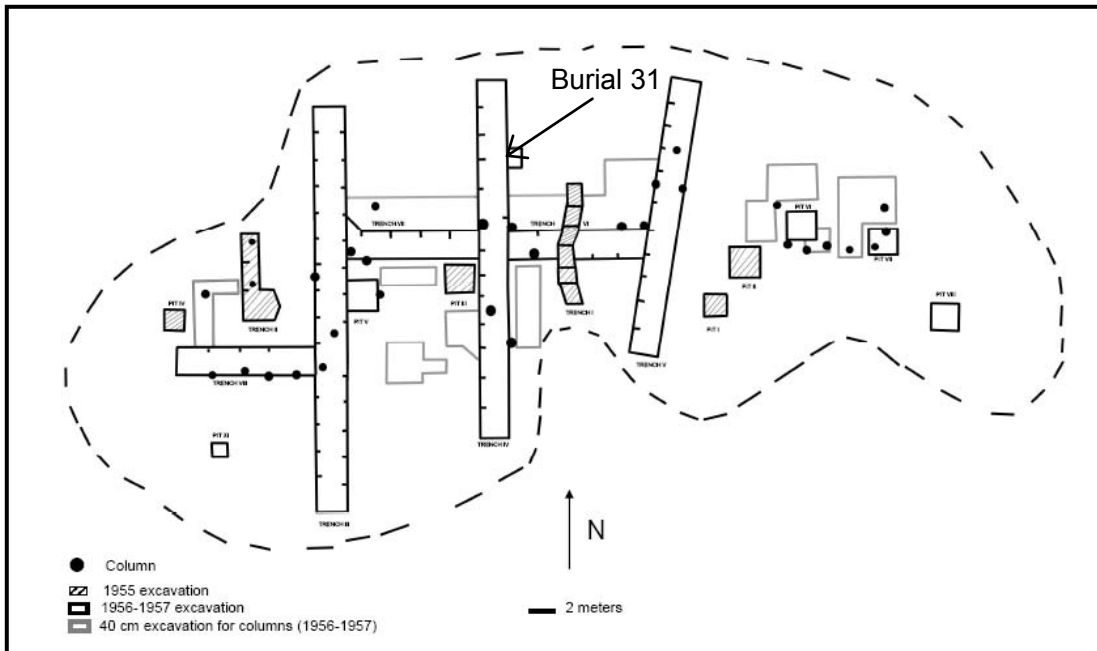 Burial 31
TRENCH VII
TRENCH VI
PIT VI
PIT IV
TRENCH II
PIT V
PIT III
TRENCH I
PIT II
PIT I
PIT VII
PIT VIII
TRENCH VIII
TRENCH V
PIT XI
TRENCH IV
TRENCH III
N
Column
1955 excavation
1956-1957 excavation
40 cm excavation for columns (1956-1957)
2 meters